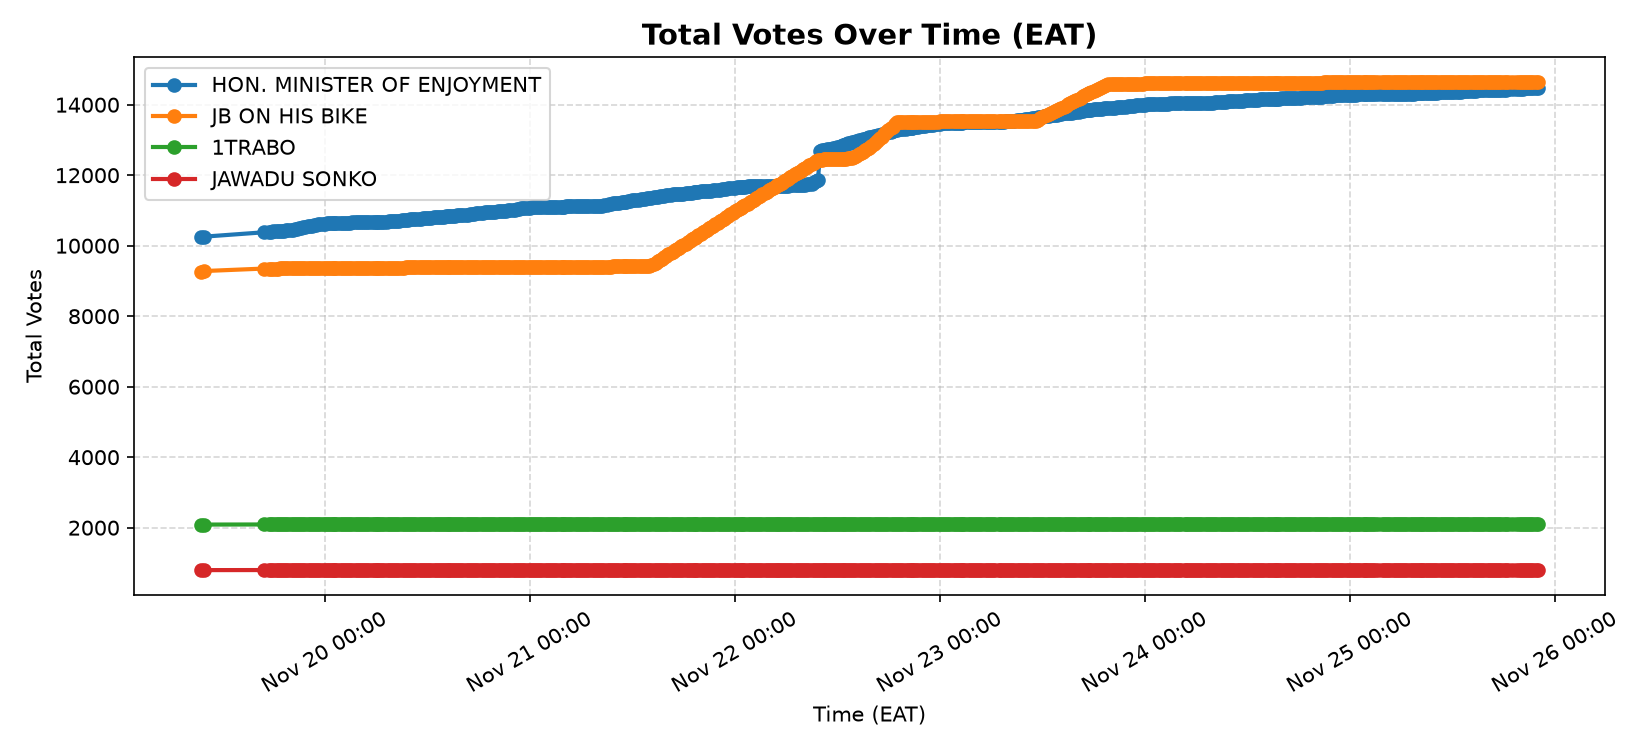 Total Votes Over Time (EAT)
HON. MINISTER OF ENJOYMENT
JB ON HIS BIKE
1TRABO
JAWADU SONKO
Total Votes
14000
12000
10000
8000
6000
4000
2000
Nov 20 00:00
Nov 21 00:00
Nov 22 00:00
Nov 23 00:00
Nov 24 00:00
Nov 25 00:00
Nov 26 00:00
Time (EAT)